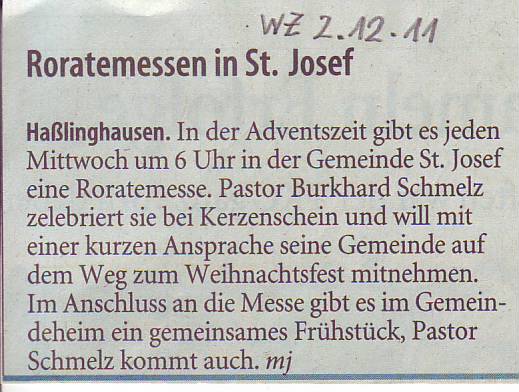 WZ 2.12.11
Roratemessen in St. Josef
Haßlinghausen. In der Adventszeit gibt es jeden
Mittwoch um 6 Uhr in der Gemeinde St. Josef
eine Roratemesse. Pastor Burkhard Schmelz
zelebriert sie bei Kerzenschein und will mit
einer kurzen Ansprache seine Gemeinde auf
dem Weg zum Weihnachtsfest mitnehmen.
Im Anschluss an die Messe gibt es im Gemein-
deheim ein gemeinsames Frühstück, Pastor
Schmelz kommt auch. mj